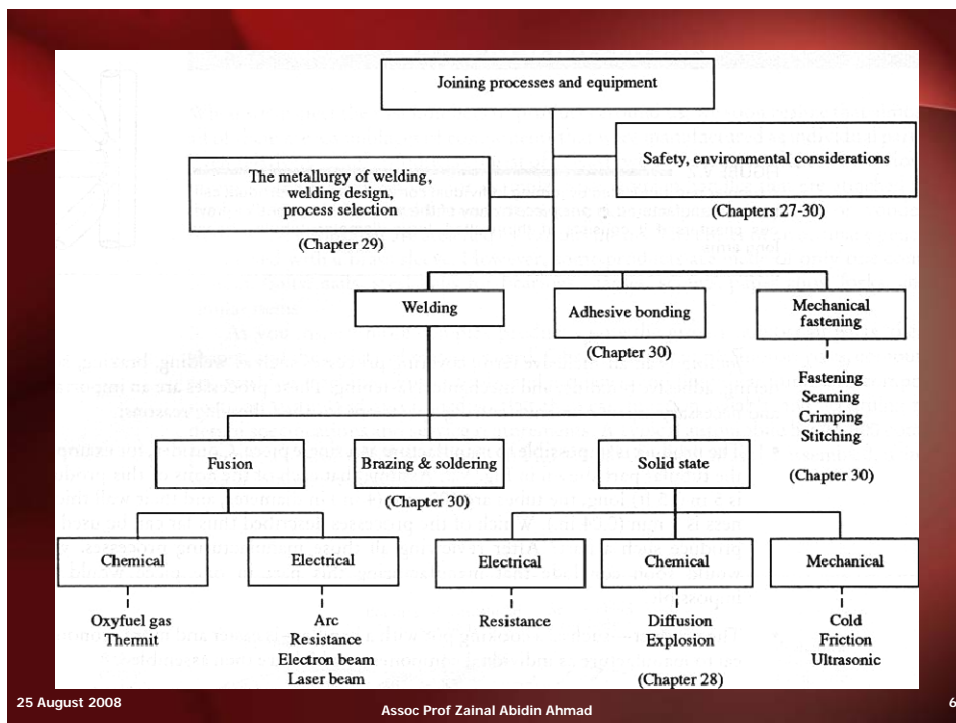 Joining processes and equipment
Safety, environmental considerations
(Chapters 27-30)
The metallurgy of welding,
welding design,
process selection
(Chapter 29)
Welding
Adhesive bonding
(Chapter 30)
Mechanical
fastening
Fastening
Seaming
Crimping
Stitching
(Chapter 30)
Fusion
Brazing & soldering
(Chapter 30)
Solid state
Chemical
Oxyfuel gas
Thermit
Electrical
Arc
Resistance
Electron beam
Laser beam
Electrical
Resistance
Chemical
Diffusion
Explosion
(Chapter 28)
Mechanical
Cold
Friction
Ultrasonic
25 August 2008
Assoc Prof Zainal Abidin Ahmad
6